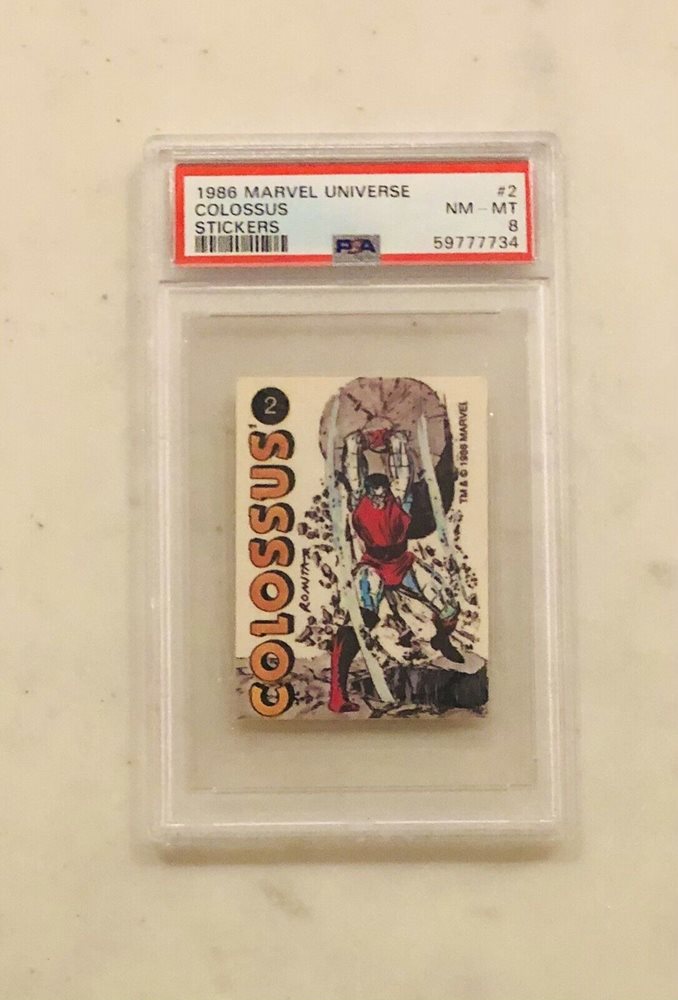 1986 MARVEL UNIVERSE #2
COLOSSUS NM - MT
STICKERS 8
PSA 59777734
2
COLOSSUS
TM & © 1986 MARVEL
ROMITA